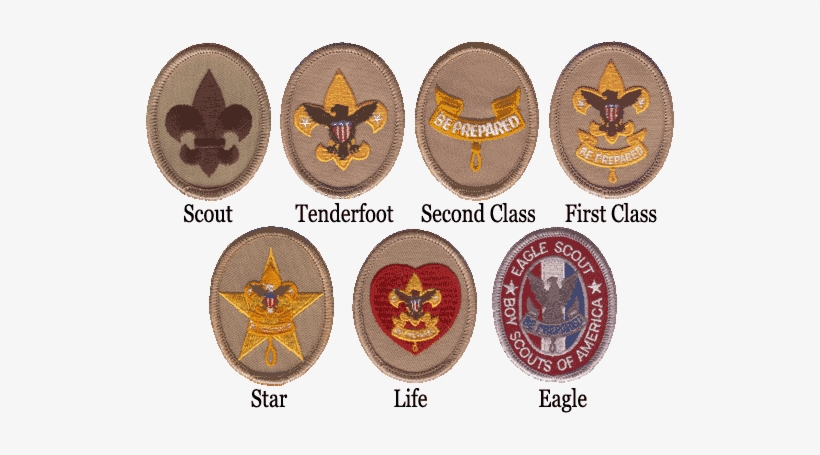 BE PREPARED
BE PREPARED
Scout
Tenderfoot
Second Class
First Class
EAGLE SCOUT
BE PREPARED
BOY SCOUTS OF AMERICA
Star
Life
Eagle